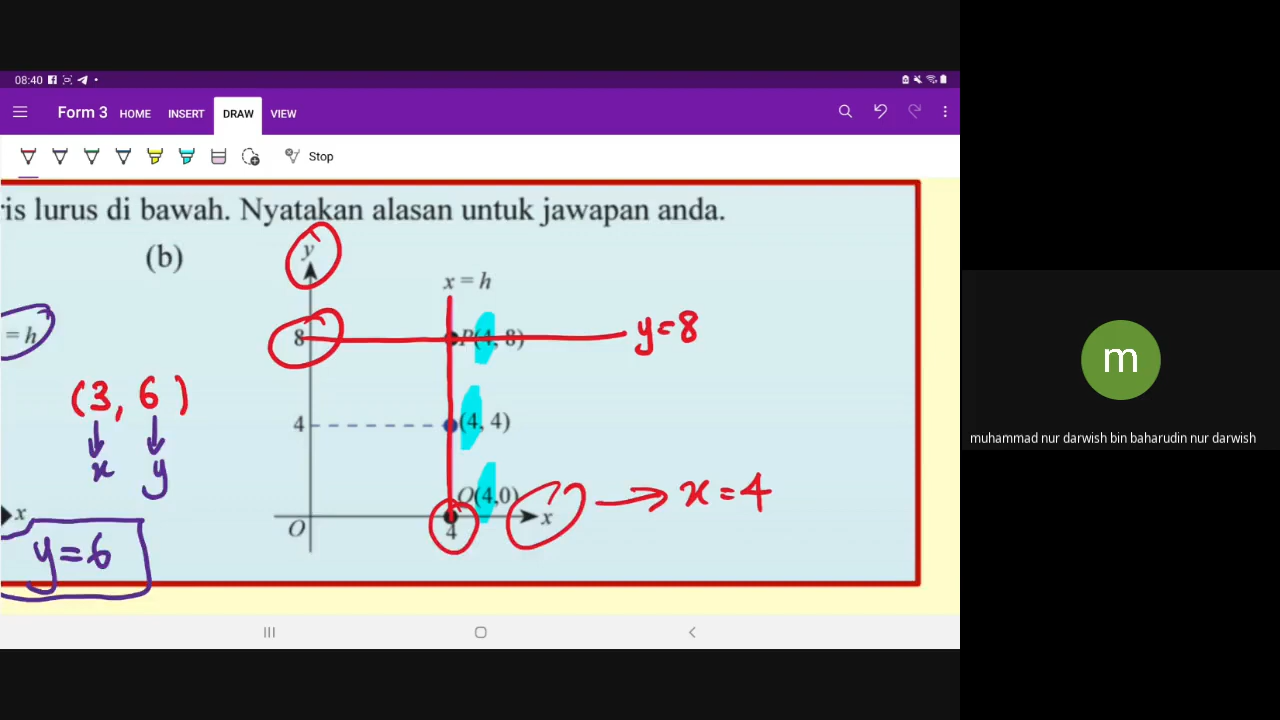 08:40
Form 3 HOME INSERT DRAW VIEW
Stop
ris lurus di bawah. Nyatakan alasan untuk jawapan anda.
(b)
y
x = h
= h
8
P(4, 8)
y=8
(3, 6)
4
(4, 4)
x y
Q(4,0)
x=4
x
x
O
4
y=6
m
muhammad nur darwish bin baharudin nur darwish